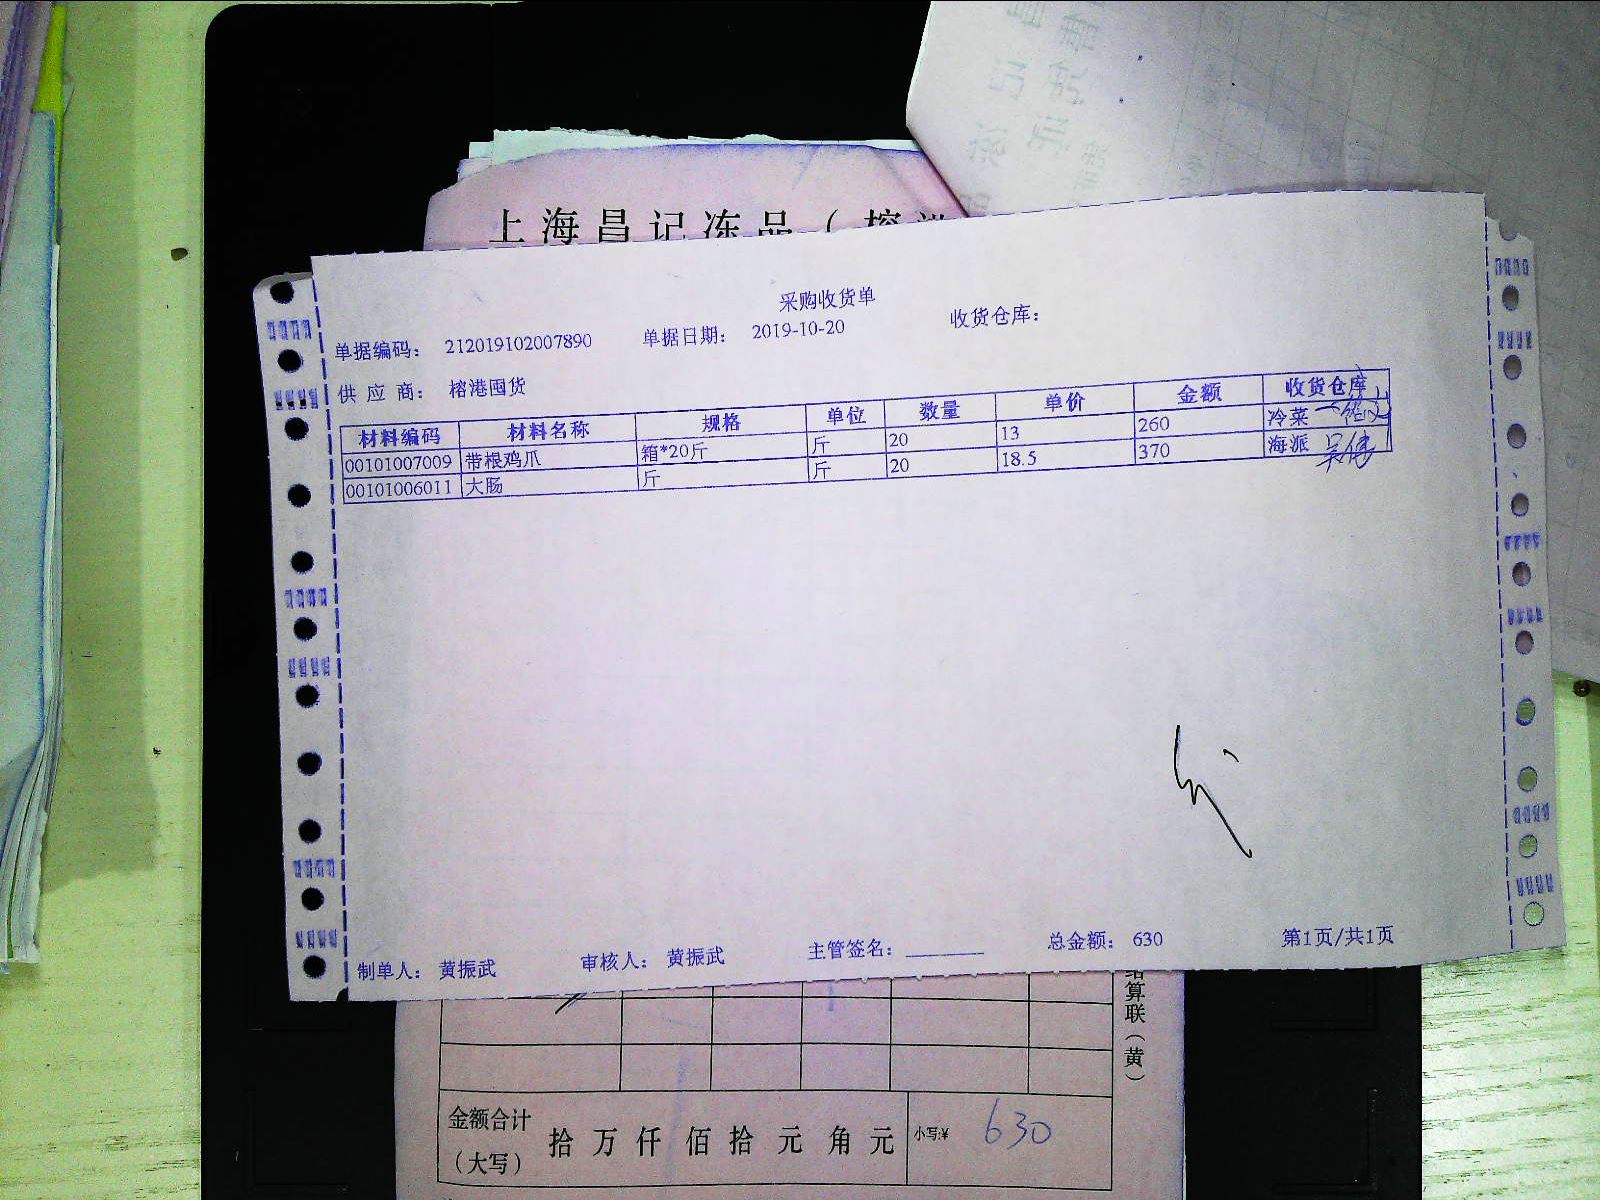 上海昌记冻品（榕港
采购收货单
单据编码： 212019102007890 单据日期： 2019-10-20 收货仓库：
供应商： 榕港囤货
材料编码 材料名称 规格 单位 数量 单价 金额 收货仓库
00101007009 带根鸡爪 箱*20斤 斤 20 13 260 冷菜
00101006011 大肠 斤 斤 20 18.5 370 海派 吴伟
制单人： 黄振武 审核人： 黄振武 主管签名： 总金额： 630 第1页/共1页
结算联（黄）
金额合计（大写） 拾 万 仟 佰 拾 元 角 元 小写:¥ 630